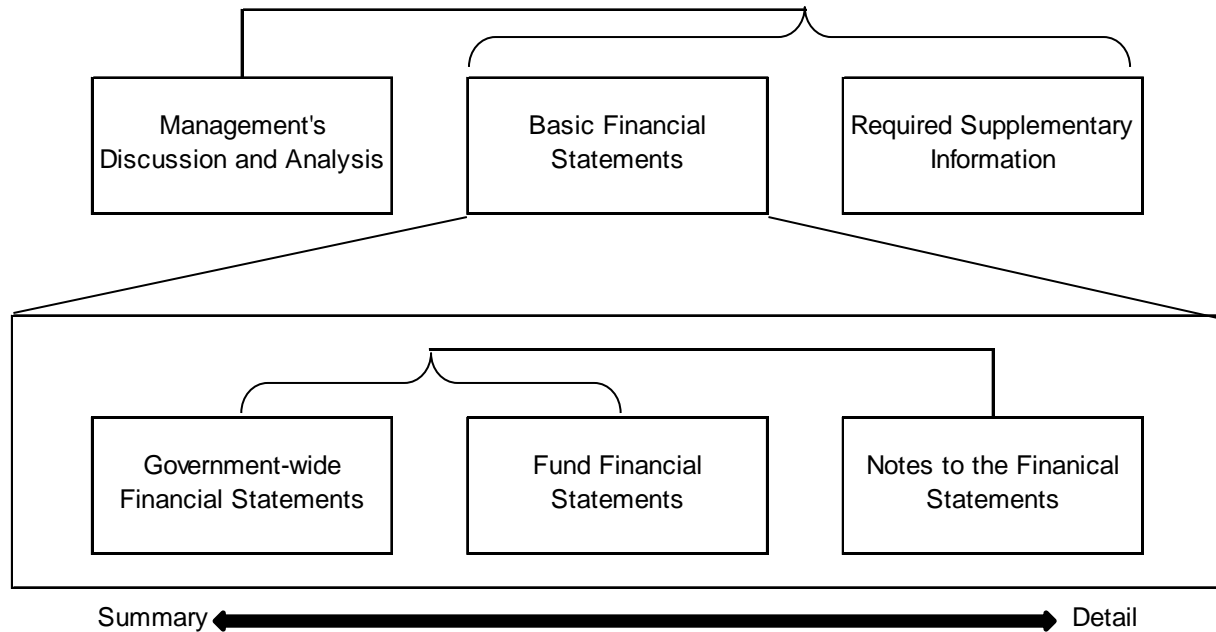 Management's
Discussion and Analysis
Basic Financial
Statements
Required Supplementary
Information
Government-wide
Financial Statements
Fund Financial
Statements
Notes to the Finanical
Statements
Summary
Detail